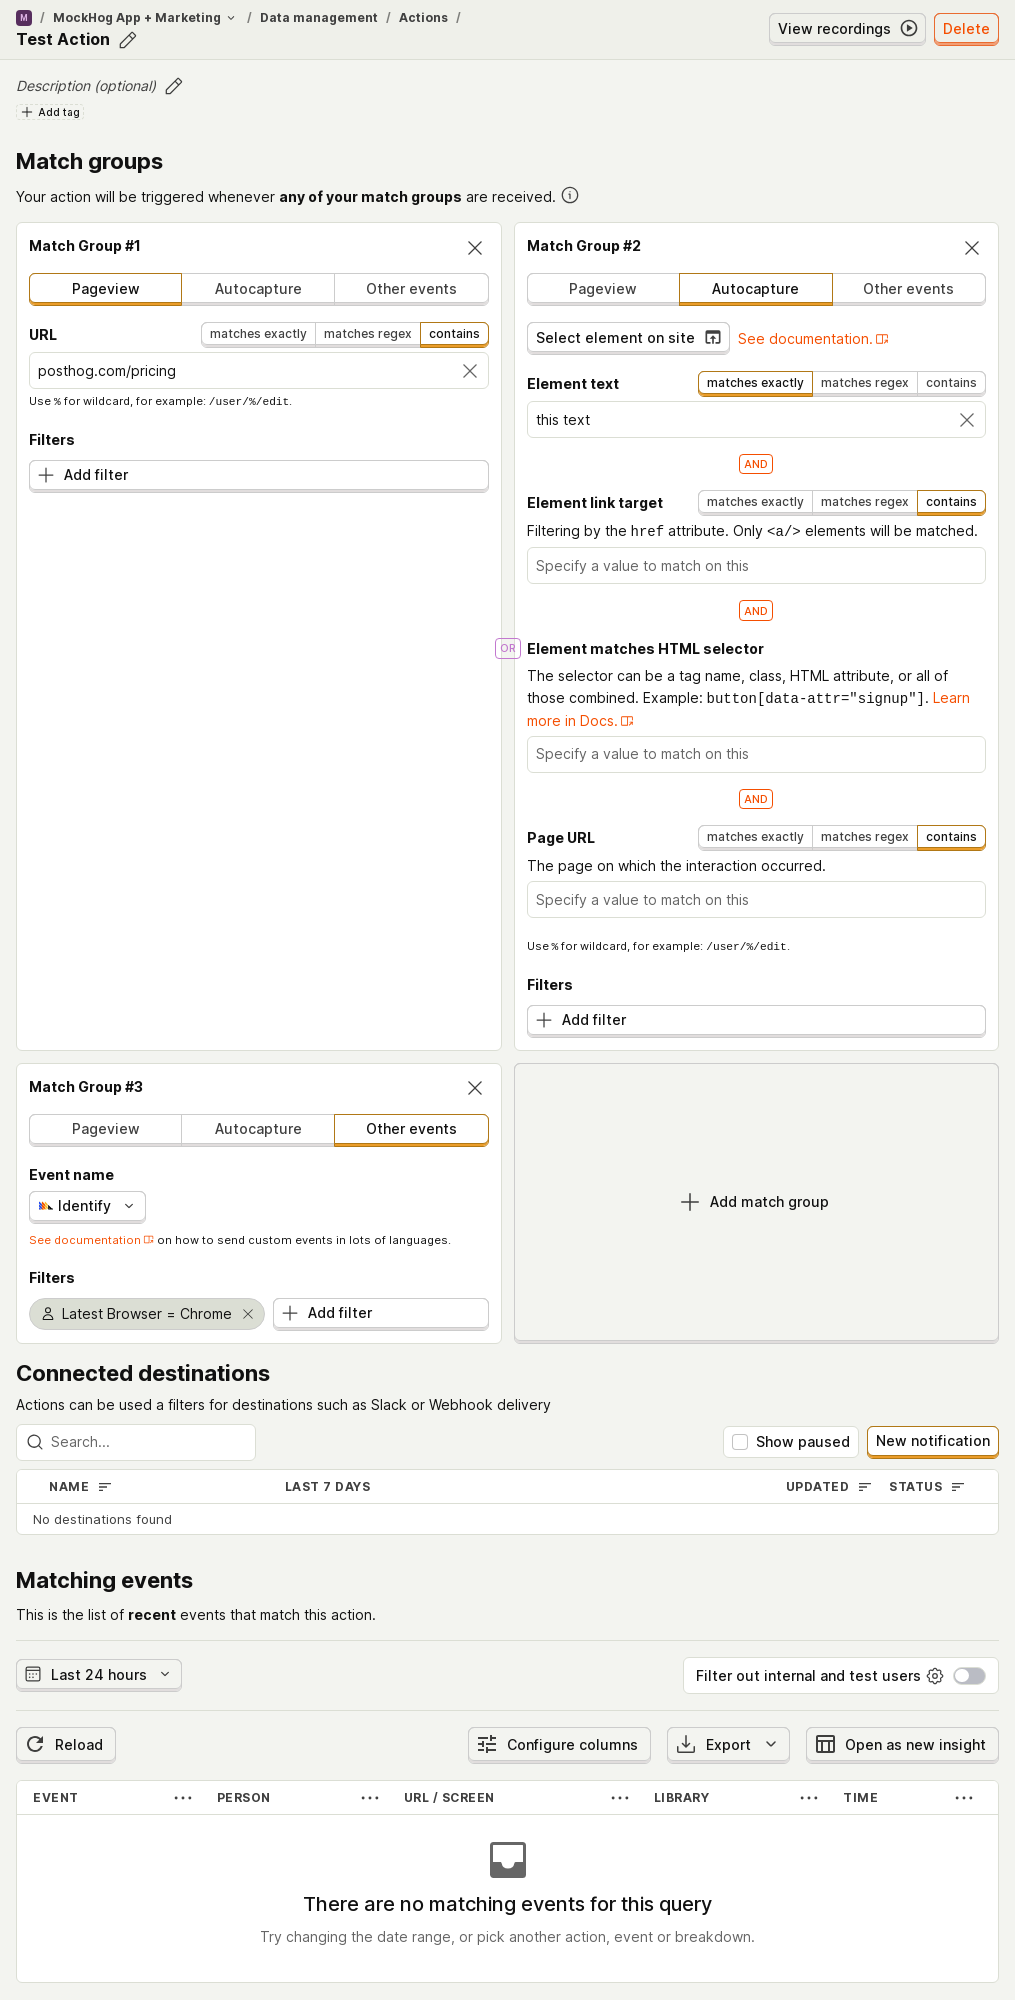 M / MockHog App + Marketing / Data management / Actions /
Test Action
View recordings
Delete
Description (optional)
Add tag
Match groups
Your action will be triggered whenever any of your match groups are received.
Match Group #1
Pageview Autocapture Other events
URL matches exactly matches regex contains
posthog.com/pricing
Use % for wildcard, for example: /user/%/edit.
Filters
Add filter
OR
Match Group #2
Pageview Autocapture Other events
Select element on site See documentation.
Element text matches exactly matches regex contains
this text
AND
Element link target matches exactly matches regex contains
Filtering by the href attribute. Only <a/> elements will be matched.
Specify a value to match on this
AND
Element matches HTML selector
The selector can be a tag name, class, HTML attribute, or all of
those combined. Example: button[data-attr="signup"]. Learn
more in Docs.
Specify a value to match on this
AND
Page URL matches exactly matches regex contains
The page on which the interaction occurred.
Specify a value to match on this
Use % for wildcard, for example: /user/%/edit.
Filters
Add filter
Match Group #3
Pageview Autocapture Other events
Event name
Identify
See documentation on how to send custom events in lots of languages.
Filters
Latest Browser = Chrome Add filter
Add match group
Connected destinations
Actions can be used a filters for destinations such as Slack or Webhook delivery
Search... Show paused New notification
NAME LAST 7 DAYS UPDATED STATUS
No destinations found
Matching events
This is the list of recent events that match this action.
Last 24 hours Filter out internal and test users
Reload Configure columns Export Open as new insight
EVENT PERSON URL / SCREEN LIBRARY TIME
There are no matching events for this query
Try changing the date range, or pick another action, event or breakdown.